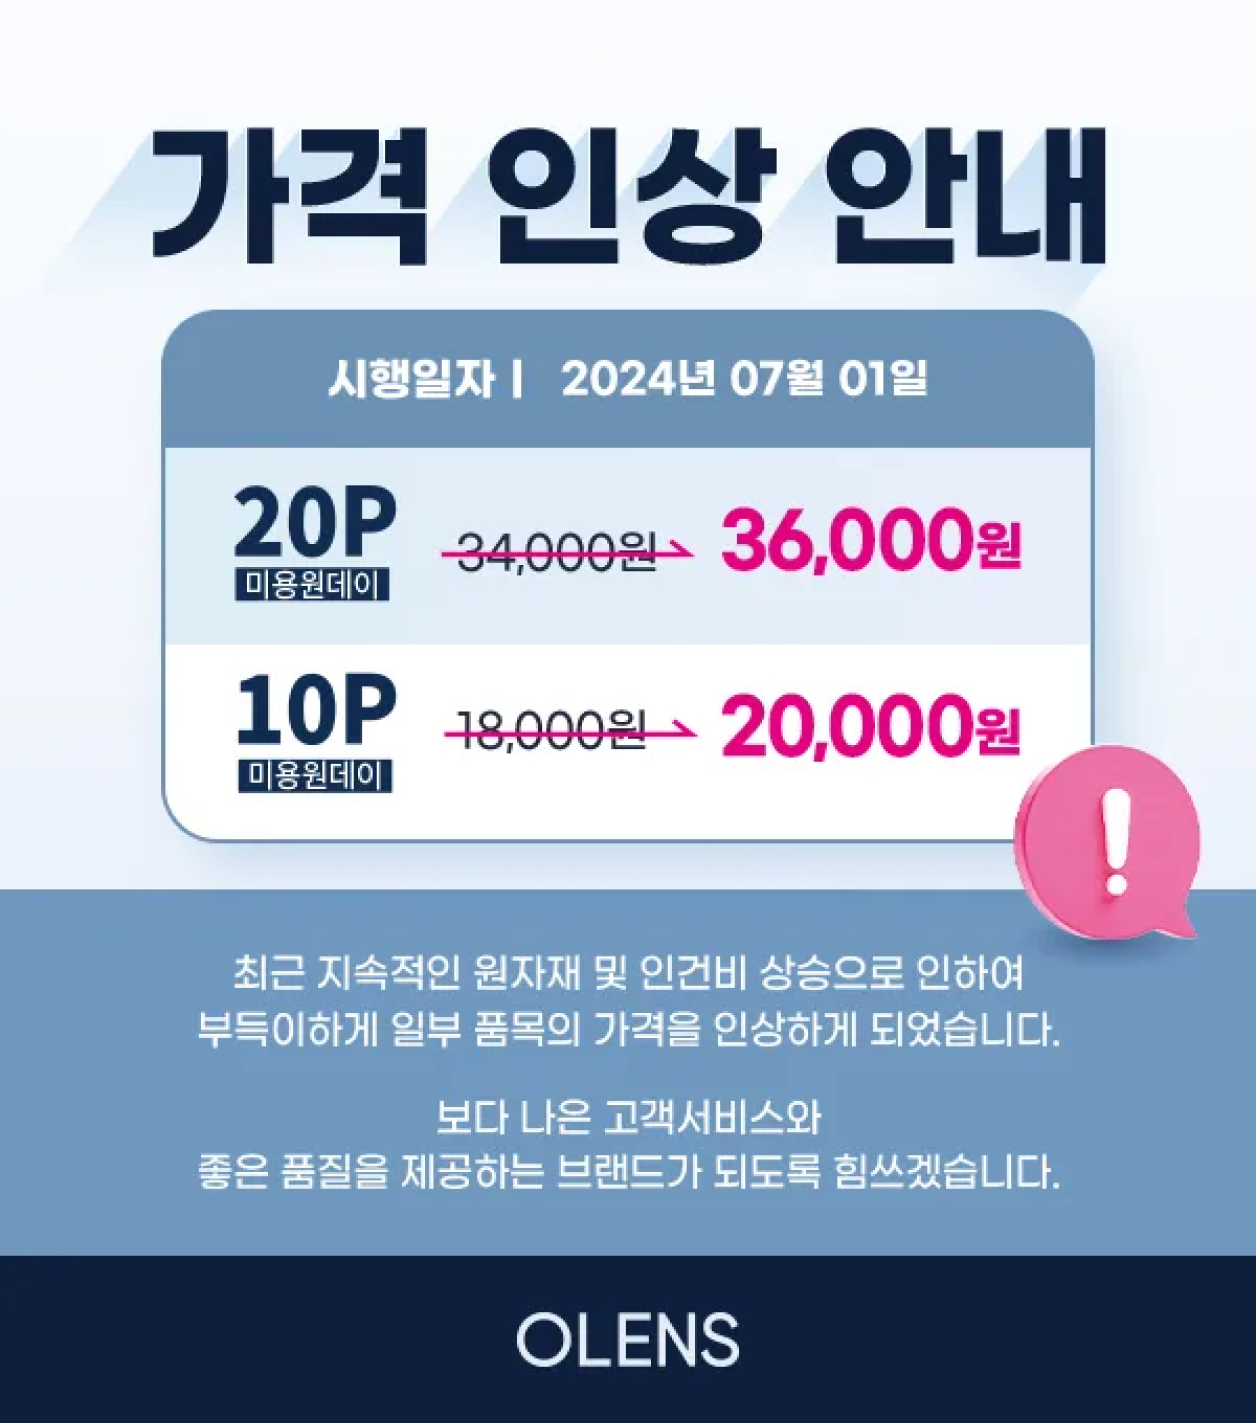 가격 인상 안내
시행일자 | 2024년 07월 01일
20P
미용원데이
34,000원 36,000원
10P
미용원데이
18,000원 20,000원
!
최근 지속적인 원자재 및 인건비 상승으로 인하여
부득이하게 일부 품목의 가격을 인상하게 되었습니다.
보다 나은 고객서비스와
좋은 품질을 제공하는 브랜드가 되도록 힘쓰겠습니다.
OLENS